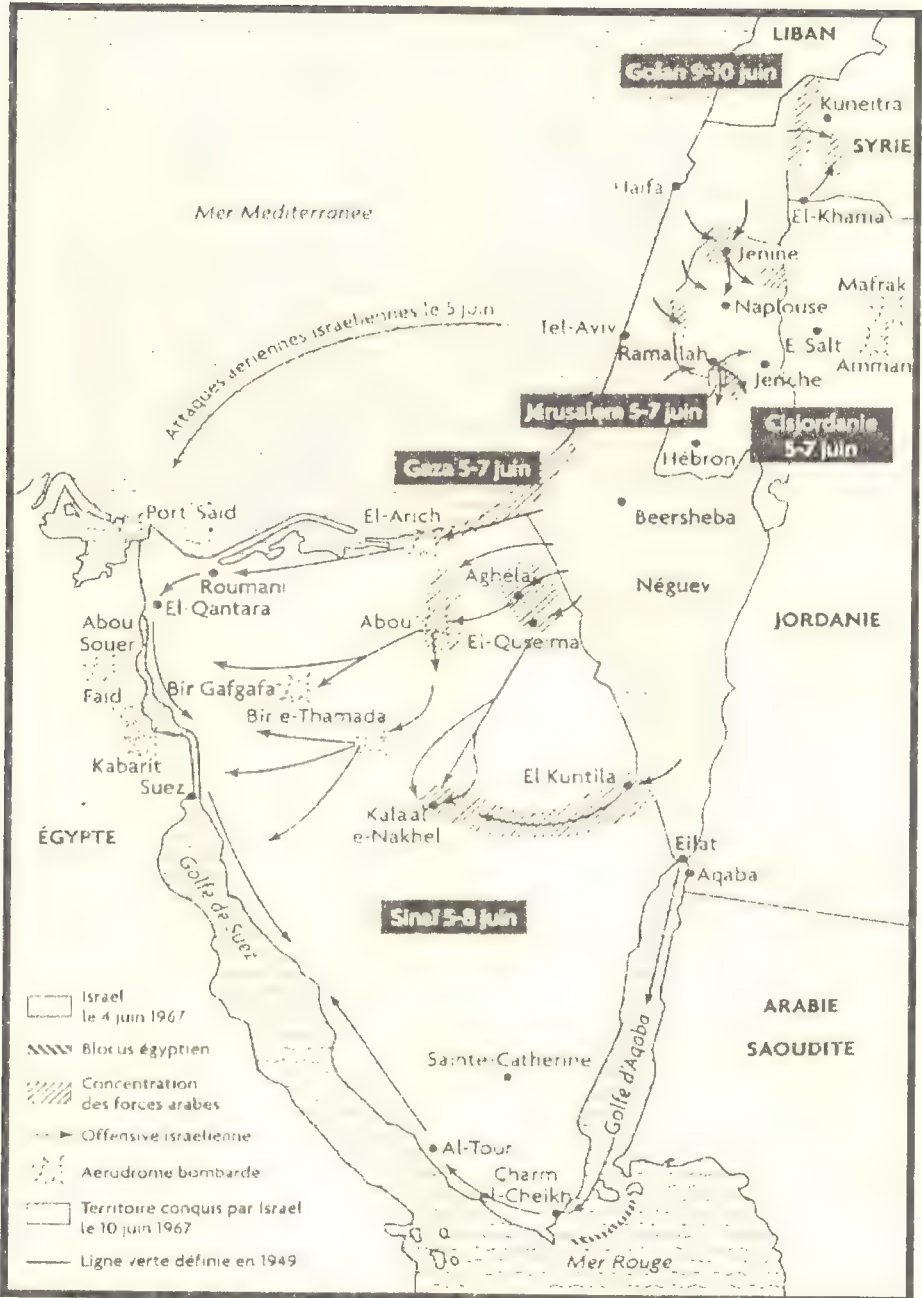 LIBAN
Golan 9-10 juin
Kuneitra
SYRIE
Haifa
Mer Mediterranee
El-Khama
Jenine
Mafrak
Attaques aeriennes israeliennes le 5 juin
Naplouse
Tel-Aviv
E Salt
Ramallah
Amman
Jenche
Jérusalem 5-7 juin
Cisjordanie
5-7 juin
Hébron
Gaza 5-7 juin
Port Said
El-Arich
Beersheba
Roumani
Aghéla
Néguev
El-Qantara
Abou
Abou
Souer
El-Quseima
JORDANIE
Bir Gafgafa
Faid
Bir e-Thamada
Kabarit
Suez
El Kuntila
Kalaat
e-Nakhel
ÉGYPTE
Eilat
Aqaba
Golfe de Suez
Sinaï 5-8 juin
Israel
le 4 juin 1967
ARABIE
SAOUDITE
Blocus égyptien
Sainte-Catherine
Golfe d'Aqaba
Concentration
des forces arabes
Offensive israelienne
Al-Tour
Aerodrome bombarde
Charm
el-Cheikh
Territoire conquis par Israel
le 10 juin 1967
Ligne verte définie en 1949
Mer Rouge